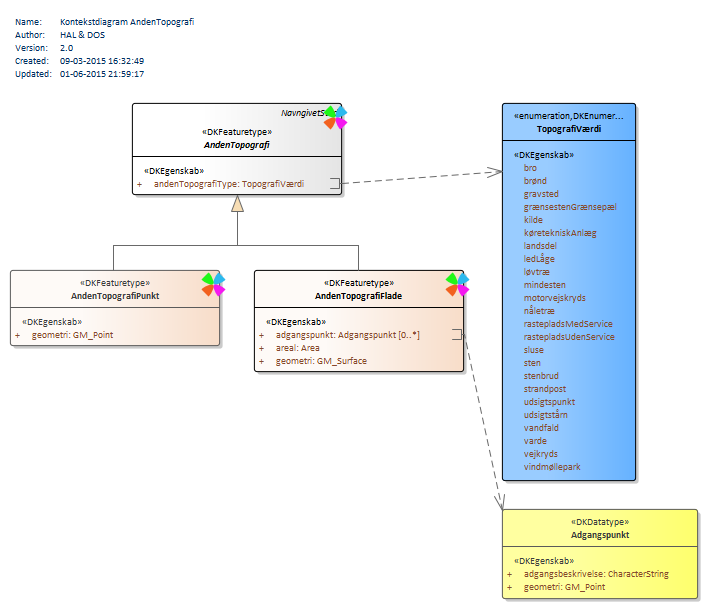 Name: Kontekstdiagram AndenTopografi
Author: HAL & DOS
Version: 2.0
Created: 09-03-2015 16:32:49
Updated: 01-06-2015 21:59:17
«DKFeaturetype»
AndenTopografi
«DKEgenskab»
+ andenTopografiType: TopografiVærdi
«enumeration,DKEnumer...
TopografiVærdi
«DKEgenskab»
bro
brønd
gravsted
grænsestenGrænsepæl
kilde
køretekniskAnlæg
landsdel
ledLåge
løvtræ
mindesten
motorvejskryds
nåletræ
rastepladsMedService
rastepladsUdenService
sluse
sten
stenbrud
strandpost
udsigtspunkt
udsigtstårn
vandfald
varde
vejkryds
vindmøllepark
«DKFeaturetype»
AndenTopografiPunkt
«DKEgenskab»
+ geometri: GM_Point
«DKFeaturetype»
AndenTopografiFlade
«DKEgenskab»
+ adgangspunkt: Adgangspunkt [0..*]
+ areal: Area
+ geometri: GM_Surface
«DKDatatype»
Adgangspunkt
«DKEgenskab»
+ adgangsbeskrivelse: CharacterString
+ geometri: GM_Point